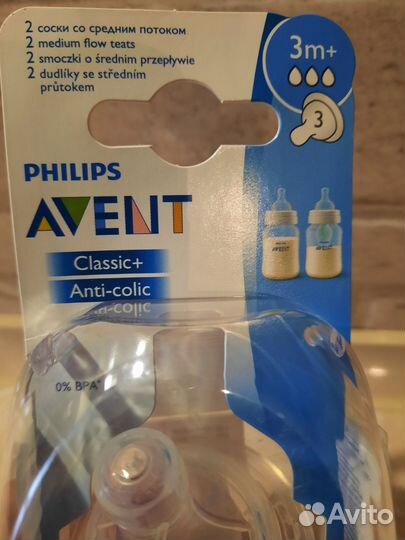 2 соски со средним потоком
2 medium flow teats
2 smoczki o średnim przepływie
2 dudlíky se středním
průtokem
3m+
3
PHILIPS
AVENT
Classic+
Anti-colic
0% BPA*
AVENT
Avito